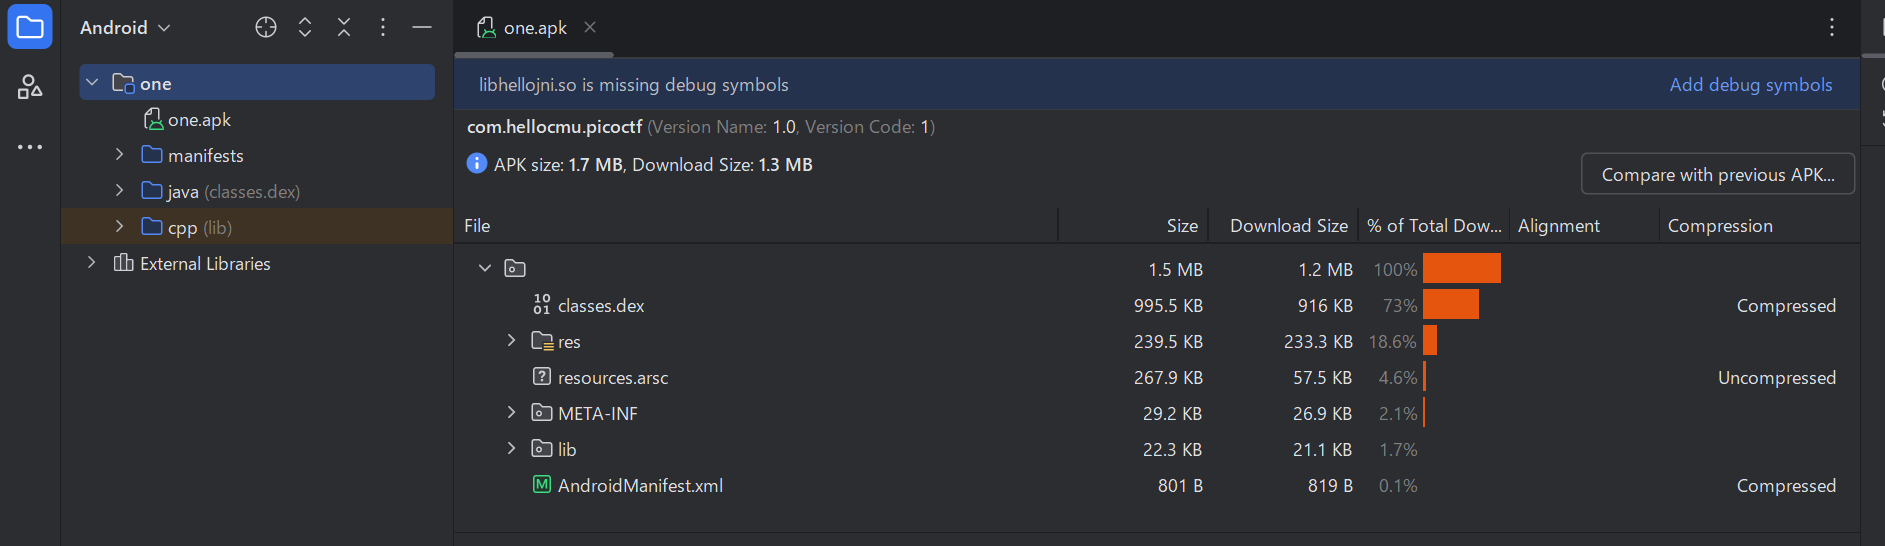 Android
one
one.apk
manifests
java (classes.dex)
cpp (lib)
External Libraries
one.apk
libhellojni.so is missing debug symbols
Add debug symbols
com.hellocmu.picoctf (Version Name: 1.0, Version Code: 1)
APK size: 1.7 MB, Download Size: 1.3 MB
Compare with previous APK...
File Size Download Size % of Total Dow... Alignment Compression
1.5 MB 1.2 MB 100%
classes.dex 995.5 KB 916 KB 73% Compressed
res 239.5 KB 233.3 KB 18.6%
resources.arsc 267.9 KB 57.5 KB 4.6% Uncompressed
META-INF 29.2 KB 26.9 KB 2.1%
lib 22.3 KB 21.1 KB 1.7%
AndroidManifest.xml 801 B 819 B 0.1% Compressed